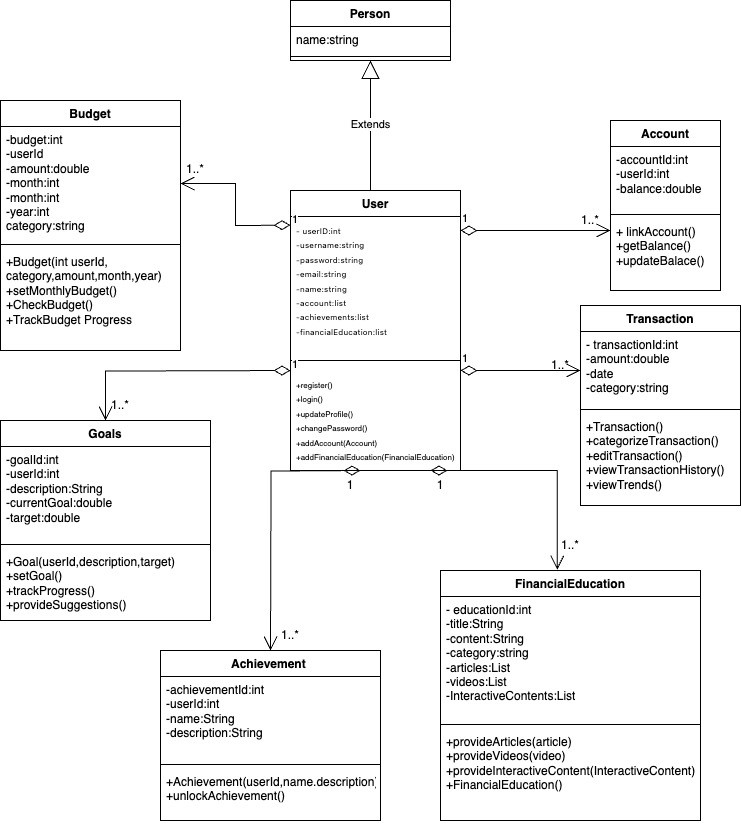 Person
name:string
Extends
Budget
-budget:int
-userId
-amount:double
-month:int
-month:int
-year:int
category:string
+Budget(int userId,
category,amount,month,year)
+setMonthlyBudget()
+CheckBudget()
+TrackBudget Progress
1..*
1
User
- userID:int
-username:string
-password:string
-email:string
-name:string
-account:list
-achievements:list
-financialEducation:list
+register()
+login()
+updateProfile()
+changePassword()
+addAccount(Account)
+addFinancialEducation(FinancialEducation)
1
1..*
Account
-accountId:int
-userId:int
-balance:double
+ linkAccount()
+getBalance()
+updateBalace()
1
1..*
Transaction
- transactionId:int
-amount:double
-date
-category:string
+Transaction()
+categorizeTransaction()
+editTransaction()
+viewTransactionHistory()
+viewTrends()
1
1..*
Goals
-goalId:int
-userId:int
-description:String
-currentGoal:double
-target:double
+Goal(userId,description,target)
+setGoal()
+trackProgress()
+provideSuggestions()
1
1
1..*
1..*
Achievement
-achievementId:int
-userId:int
-name:String
-description:String
+Achievement(userId,name.description)
+unlockAchievement()
FinancialEducation
- educationId:int
-title:String
-content:String
-category:string
-articles:List
-videos:List
-InteractiveContents:List
+provideArticles(article)
+provideVideos(video)
+provideInteractiveContent(InteractiveContent)
+FinancialEducation()